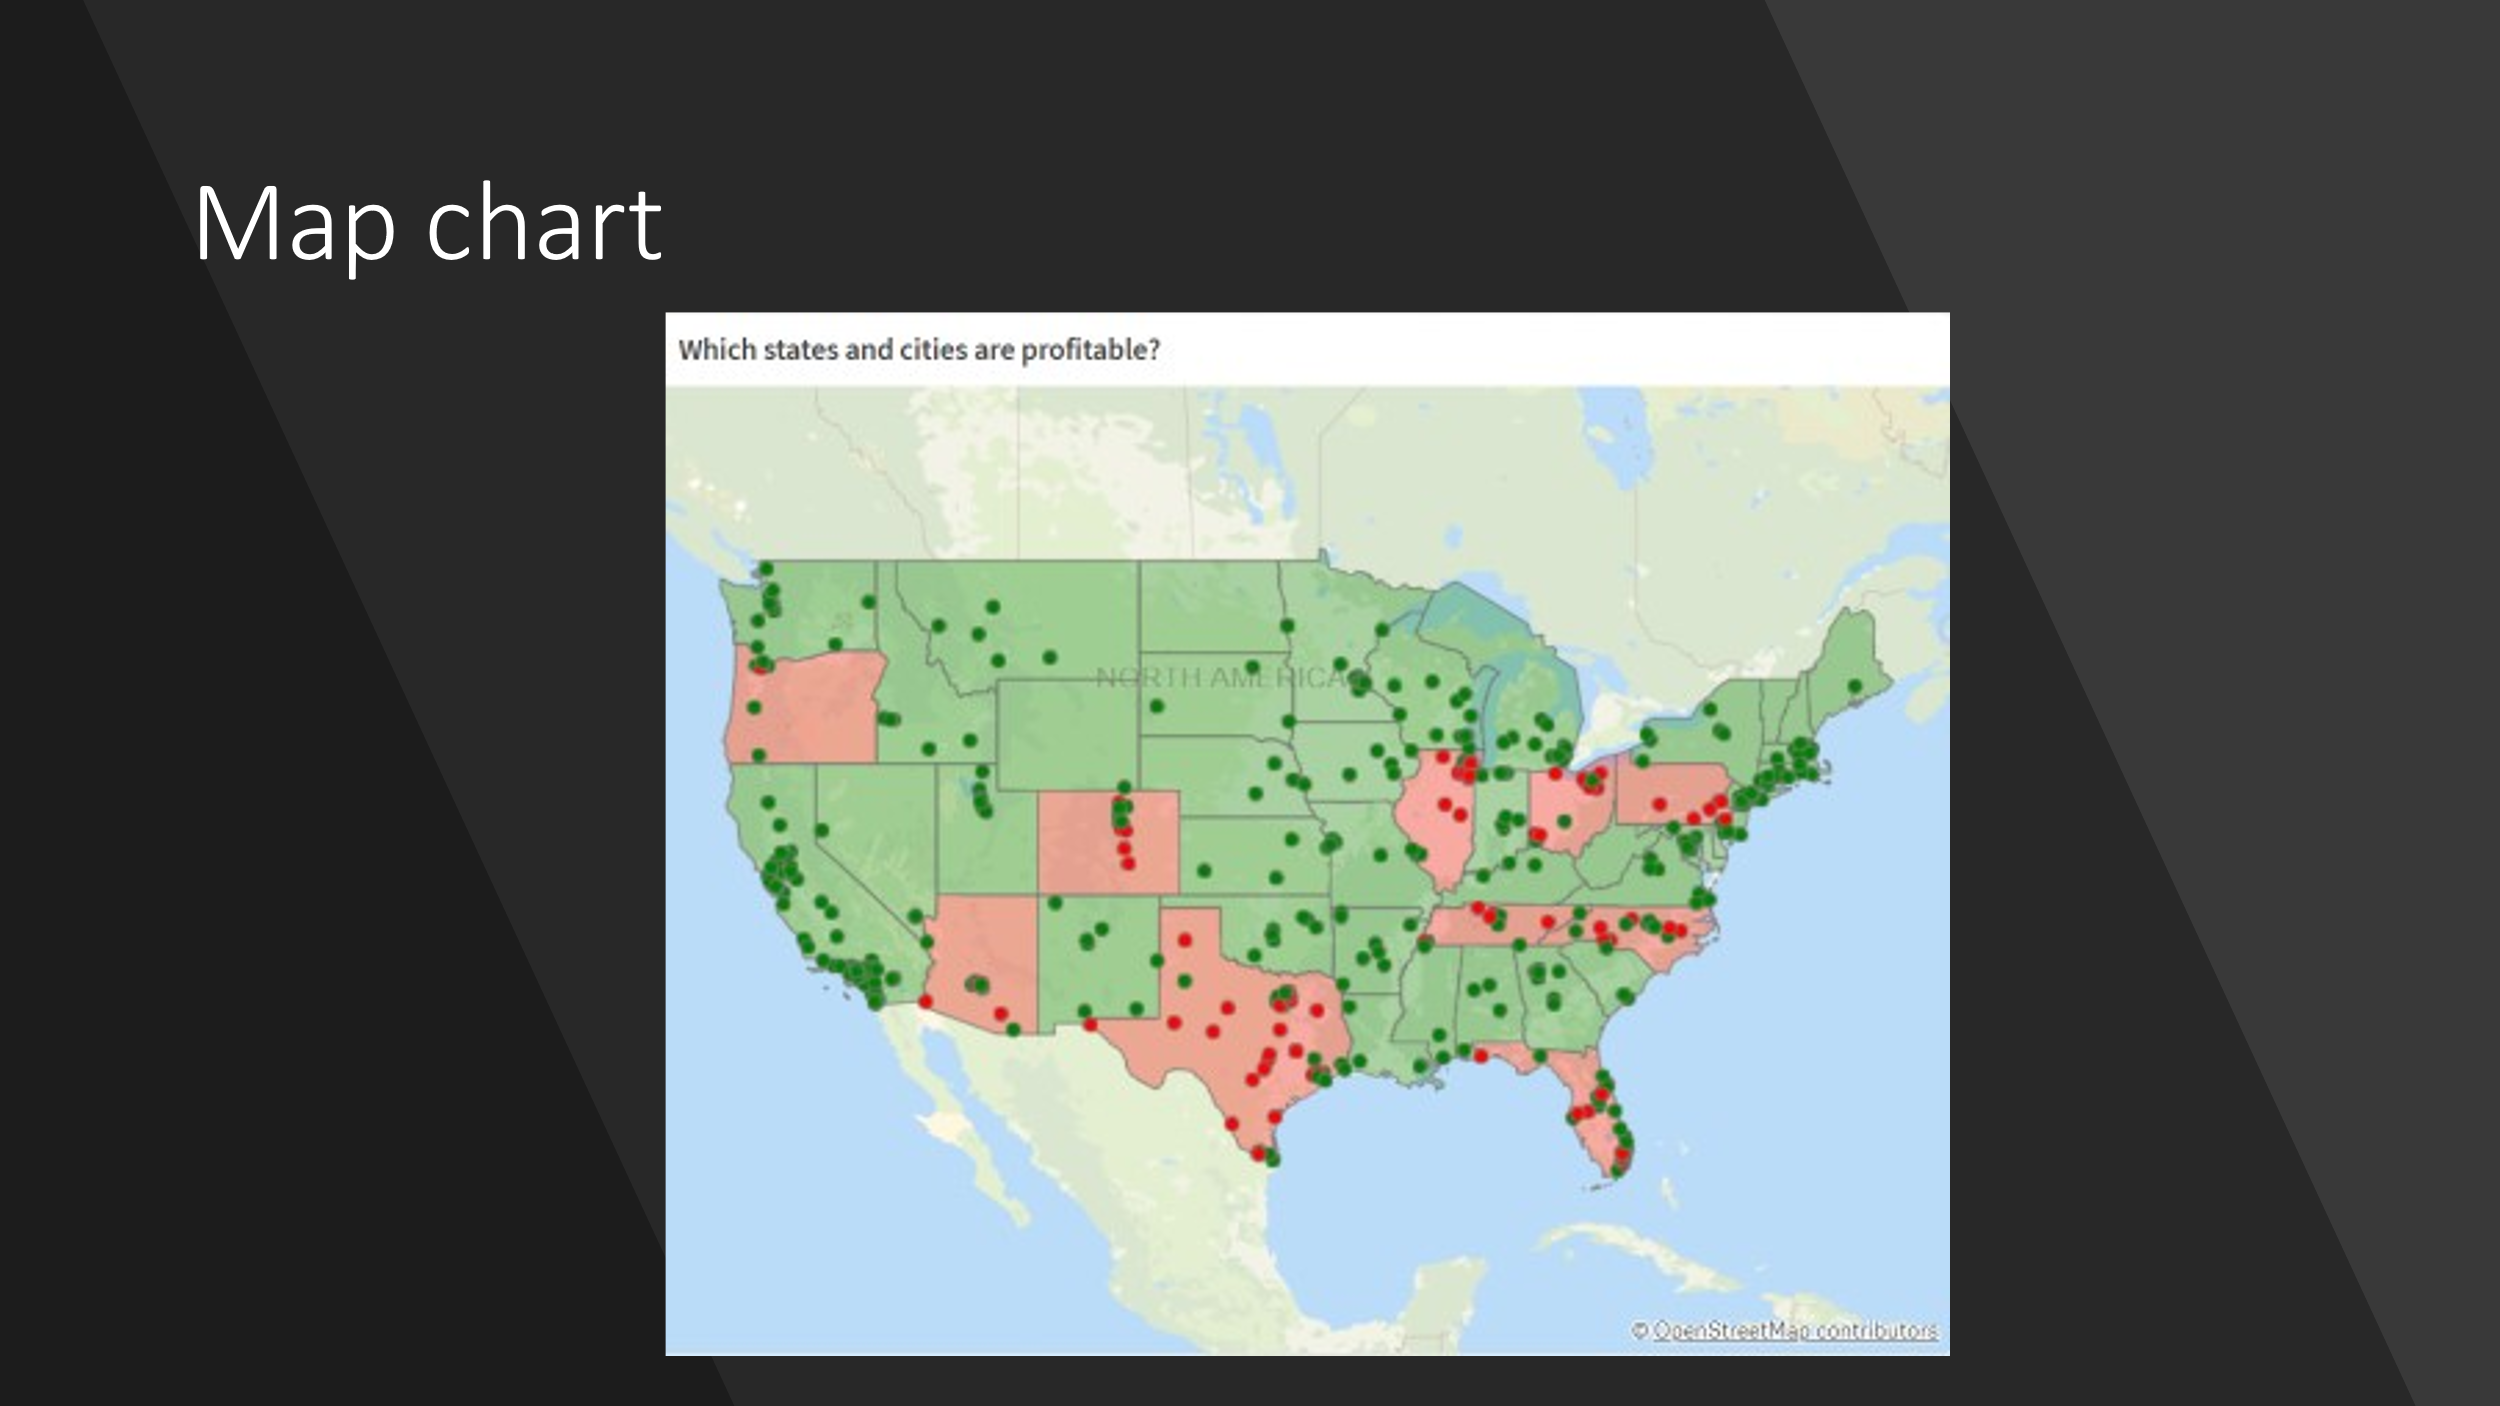 Map chart
Which states and cities are profitable?
NORTH AMERICA
© OpenStreetMap contributors